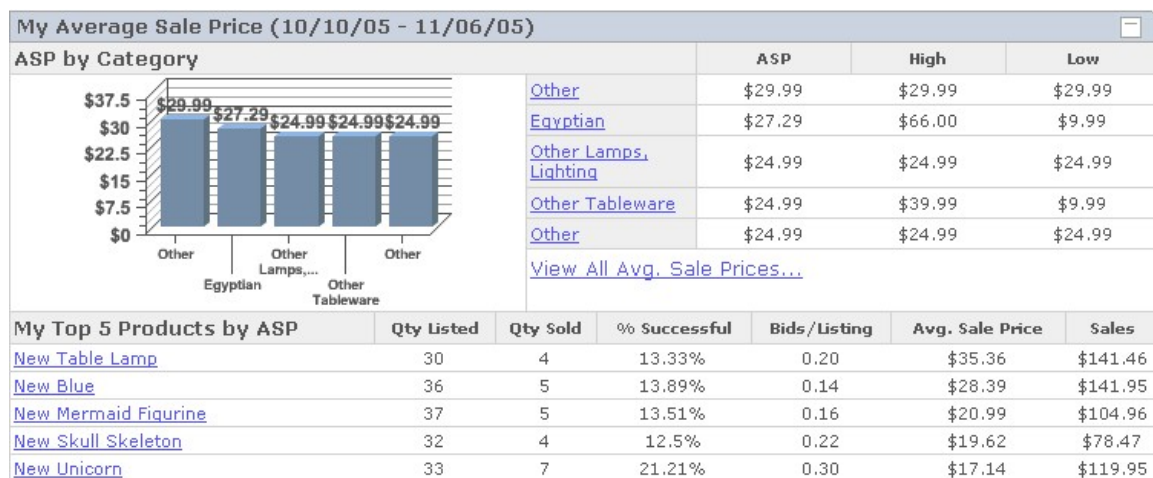 My Average Sale Price (10/10/05 - 11/06/05)
ASP by Category
ASP High Low
$37.5
$30
$22.5
$15
$7.5
$0
$29.99 $27.29 $24.99 $24.99 $24.99
Other
Egyptian
Other Lamps,...
Other Tableware
Other
Other $29.99 $29.99 $29.99
Egyptian $27.29 $66.00 $9.99
Other Lamps,
Lighting $24.99 $24.99 $24.99
Other Tableware $24.99 $39.99 $9.99
Other $24.99 $24.99 $24.99
View All Avg. Sale Prices...
My Top 5 Products by ASP Qty Listed Qty Sold % Successful Bids/Listing Avg. Sale Price Sales
New Table Lamp 30 4 13.33% 0.20 $35.36 $141.46
New Blue 36 5 13.89% 0.14 $28.39 $141.95
New Mermaid Figurine 37 5 13.51% 0.16 $20.99 $104.96
New Skull Skeleton 32 4 12.5% 0.22 $19.62 $78.47
New Unicorn 33 7 21.21% 0.30 $17.14 $119.95